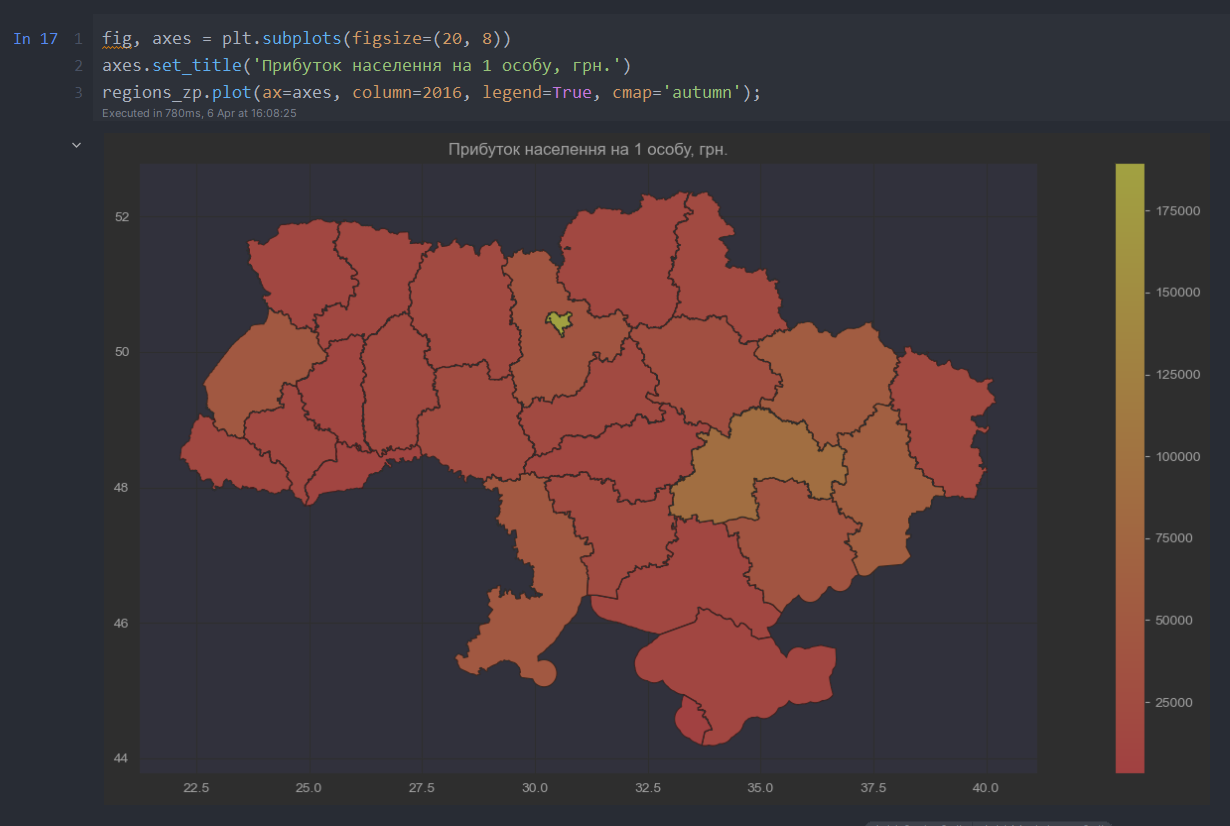 In 17
1 fig, axes = plt.subplots(figsize=(20, 8))
2 axes.set_title('Прибуток населення на 1 особу, грн.')
3 regions_zp.plot(ax=axes, column=2016, legend=True, cmap='autumn');
Executed in 780ms, 6 Apr at 16:08:25
Прибуток населення на 1 особу, грн.
52
50
48
46
44
22.5 25.0 27.5 30.0 32.5 35.0 37.5 40.0
175000
150000
125000
100000
75000
50000
25000